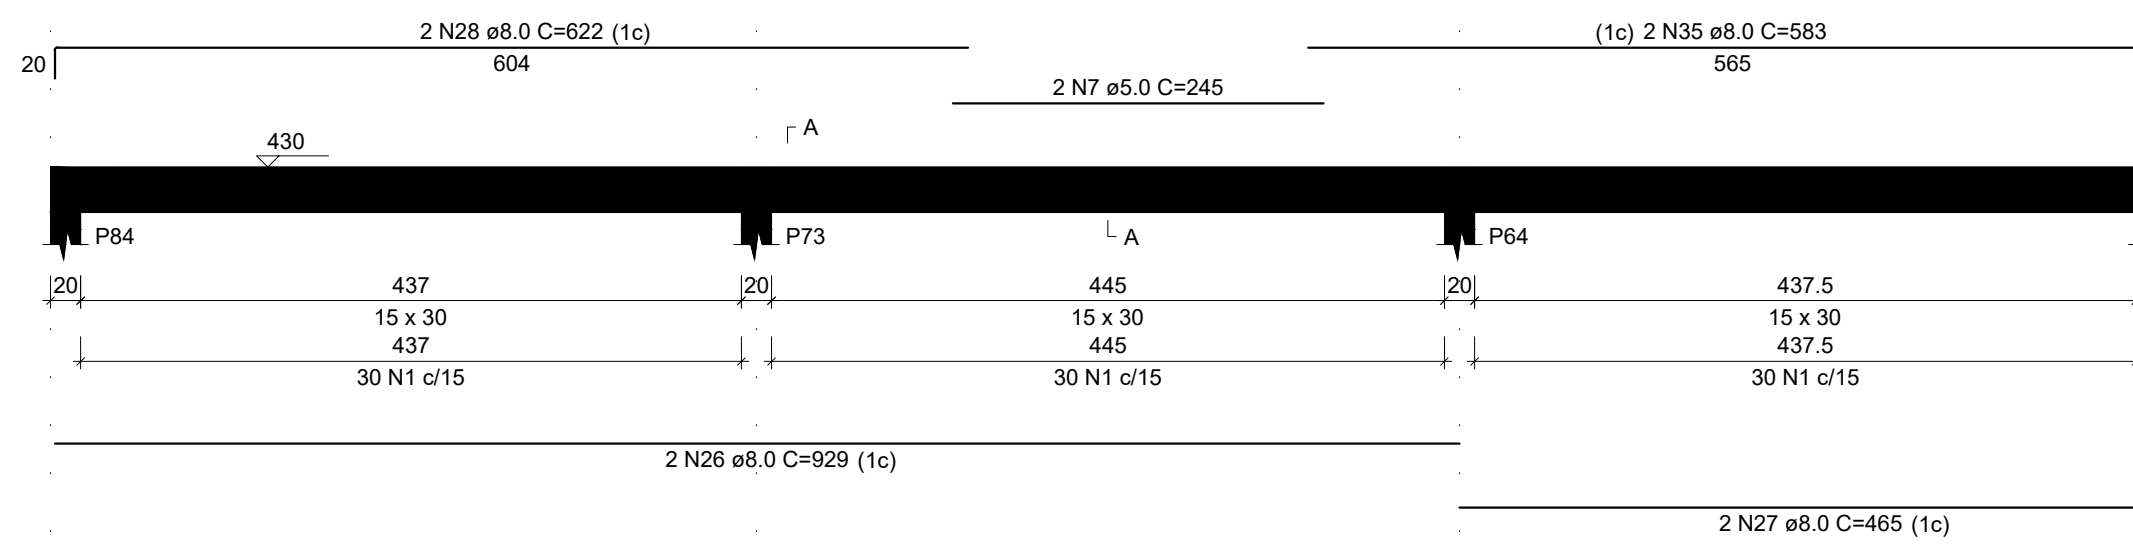 2 N28 ø8.0 C=622 (1c)
(1c) 2 N35 ø8.0 C=583
20
604
565
2 N7 ø5.0 C=245
A
430
P84
P73
A
P64
20
437
20
445
20
437.5
15 x 30
15 x 30
15 x 30
437
445
437.5
30 N1 c/15
30 N1 c/15
30 N1 c/15
2 N26 ø8.0 C=929 (1c)
2 N27 ø8.0 C=465 (1c)